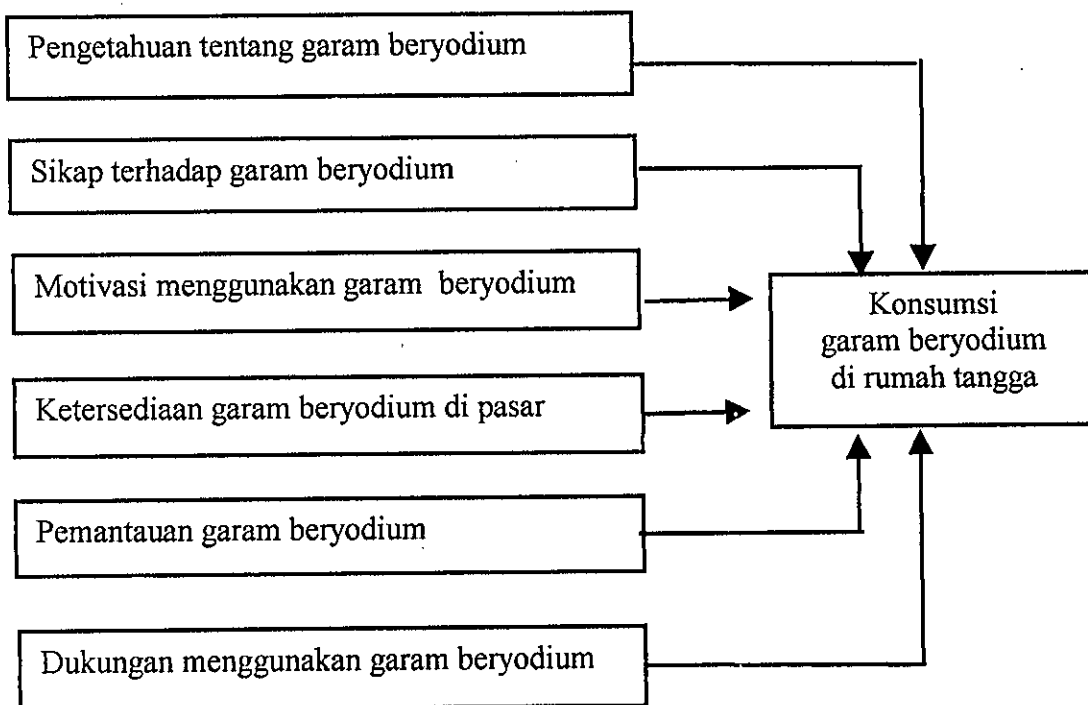 Pengetahuan tentang garam beryodium
Sikap terhadap garam beryodium
Motivasi menggunakan garam beryodium
Ketersediaan garam beryodium di pasar
Pemantauan garam beryodium
Dukungan menggunakan garam beryodium
Konsumsi
garam beryodium
di rumah tangga